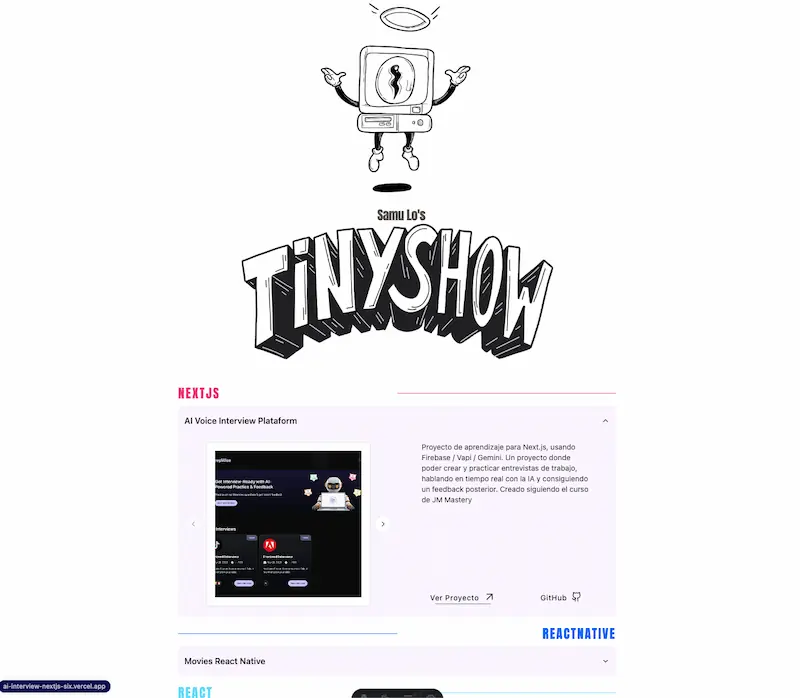 Samu Lo's
TiNYSHOW
NEXTJS
AI Voice Interview Plataform
Get Interview-Ready with AI-
Powered Practice & Feedback
Interviews
Proyecto de aprendizaje para Next.js, usando
Firebase / Vapi / Gemini. Un proyecto donde
poder crear y practicar entrevistas de trabajo,
hablando en tiempo real con la IA y consiguiendo
un feedback posterior. Creado siguiendo el curso
de JM Mastery
Ver Proyecto
GitHub
REACTNATIVE
Movies React Native
ai-interview-nextjs-six.vercel.app
REACT